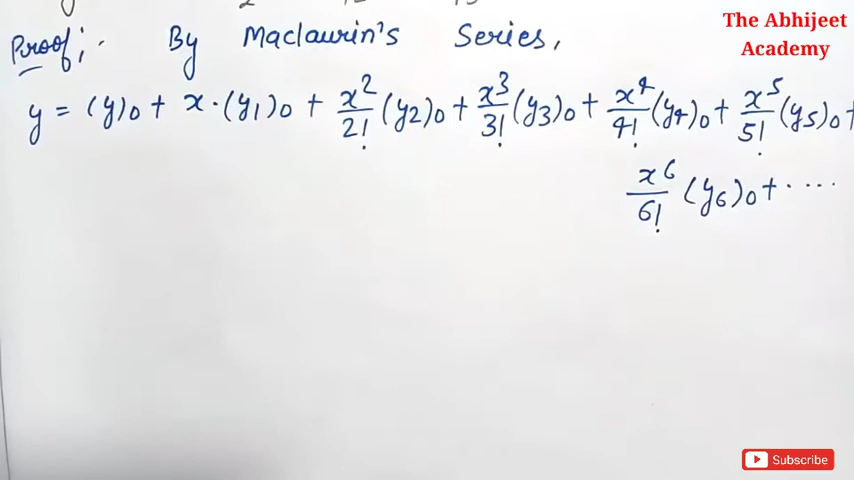 The Abhijeet
Academy
Proof:- By Maclaurin's Series,
y = (y)₀ + x·(y₁)₀ + x²/2! (y₂)₀ + x³/3! (y₃)₀ + x⁴/4! (y₄)₀ + x⁵/5! (y₅)₀ +
x⁶/6! (y₆)₀ + ····
Subscribe